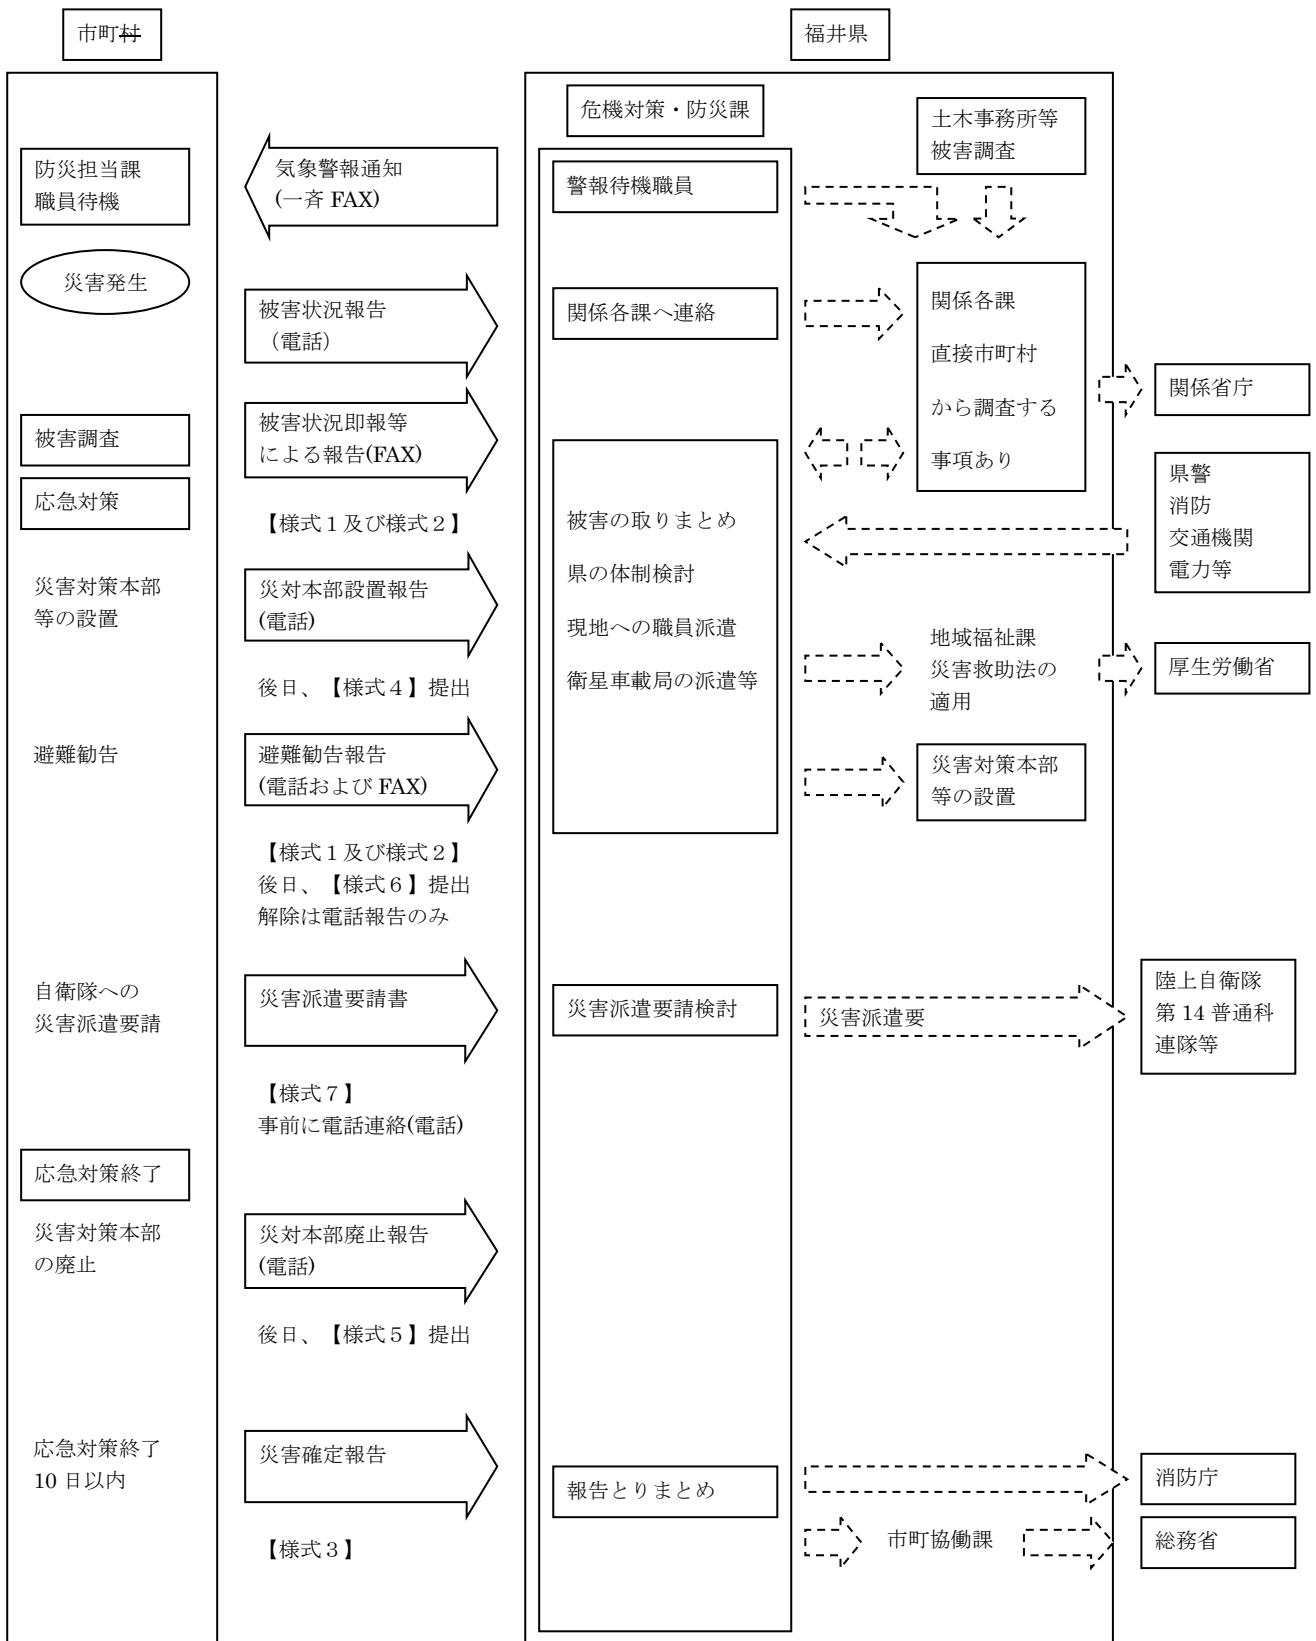 市町村
福井県
危機対策・防災課
土木事務所等
被害調査
防災担当課
職員待機
気象警報通知
(一斉 FAX)
警報待機職員
災害発生
被害状況報告
（電話）
関係各課へ連絡
関係各課
直接市町村
から調査する
事項あり
関係省庁
被害調査
被害状況即報等
による報告(FAX)
応急対策
【様式１及び様式２】
県警
消防
交通機関
電力等
被害の取りまとめ
県の体制検討
現地への職員派遣
衛星車載局の派遣等
災害対策本部
等の設置
災対本部設置報告
(電話)
後日、【様式４】提出
地域福祉課
災害救助法の
適用
厚生労働省
避難勧告
避難勧告報告
(電話および FAX)
災害対策本部
等の設置
【様式１及び様式２】
後日、【様式６】提出
解除は電話報告のみ
自衛隊への
災害派遣要請
災害派遣要請書
災害派遣要請検討
災害派遣要
陸上自衛隊
第 14 普通科
連隊等
【様式７】
事前に電話連絡(電話)
応急対策終了
災害対策本部
の廃止
災対本部廃止報告
(電話)
後日、【様式５】提出
応急対策終了
10 日以内
災害確定報告
報告とりまとめ
消防庁
【様式３】
市町協働課
総務省